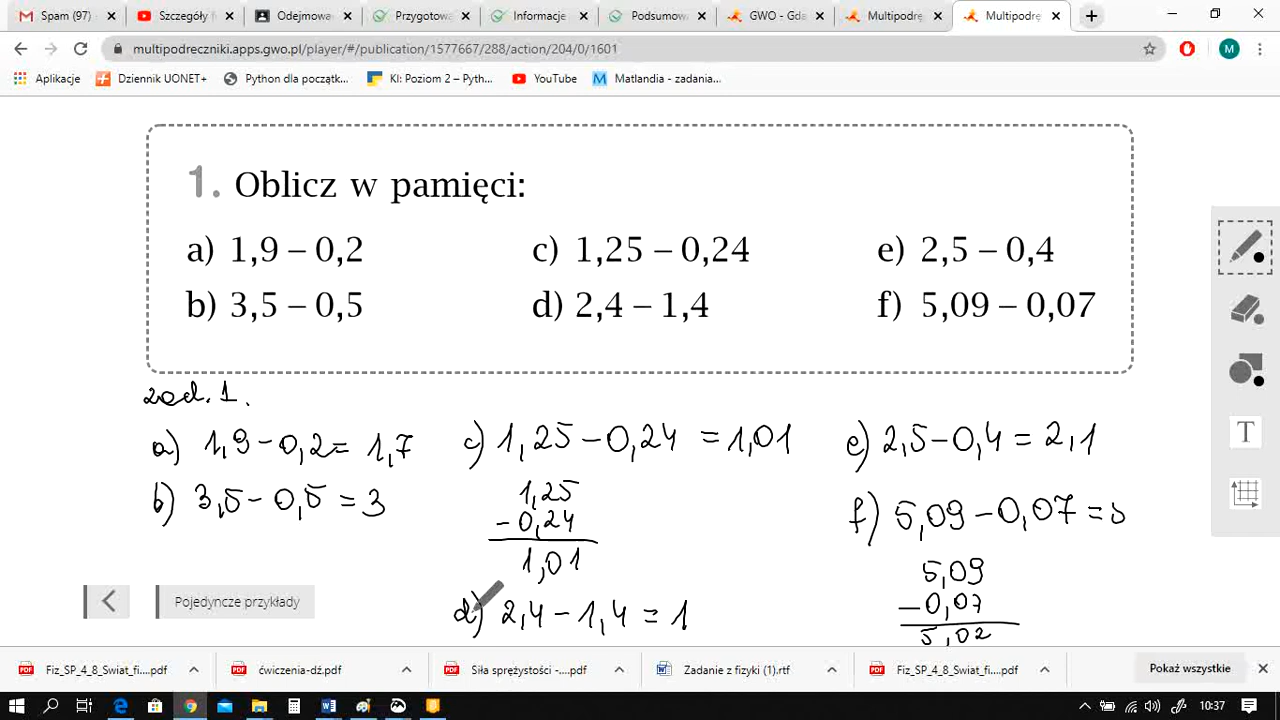 Spam (97)
Szczegóły f
Odejmowa
Przygotowa
Informacje
Podsumow
GWO - Gda
Multipodrę
Multipodrę
multipodreczniki.apps.gwo.pl/player/#/publication/1577667/288/action/204/0/1601
M
Aplikacje
Dziennik UONET+
Python dla początk...
KI: Poziom 2 – Pyth...
YouTube
Matlandia - zadania...
1. Oblicz w pamięci:
a) 1,9 – 0,2
c) 1,25 – 0,24
e) 2,5 – 0,4
b) 3,5 – 0,5
d) 2,4 – 1,4
f) 5,09 – 0,07
T
zad. 1.
a) 1,9 - 0,2 = 1,7
c) 1,25 - 0,24 = 1,01
e) 2,5 - 0,4 = 2,1
b) 3,5 - 0,5 = 3
1,25
- 0,24
1,01
f) 5,09 - 0,07 =
5,09
- 0,07
5,02
d) 2,4 - 1,4 = 1
Pojedyncze przykłady
Fiz_SP_4_8_Swiat_fi....pdf
ćwiczenia-dź.pdf
Siła sprężystości -....pdf
Zadanie z fizyki (1).rtf
Fiz_SP_4_8_Swiat_fi....pdf
Pokaż wszystkie
10:37